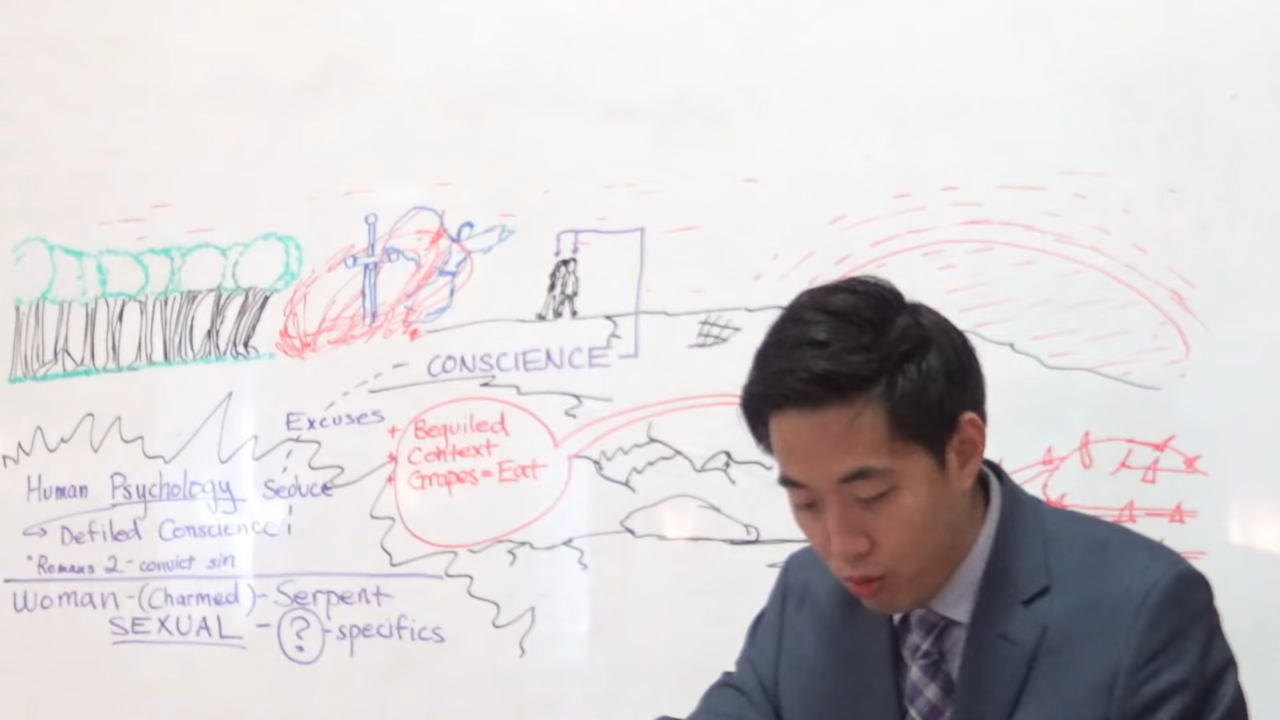 CONSCIENCE
Excuses
Bequiled
Context
Grapes = Eat
Human Psychology Seduce
Defiled Conscience
*Romans 2 - convict sin
Woman - (Charmed) - Serpent
SEXUAL - ? - specifics